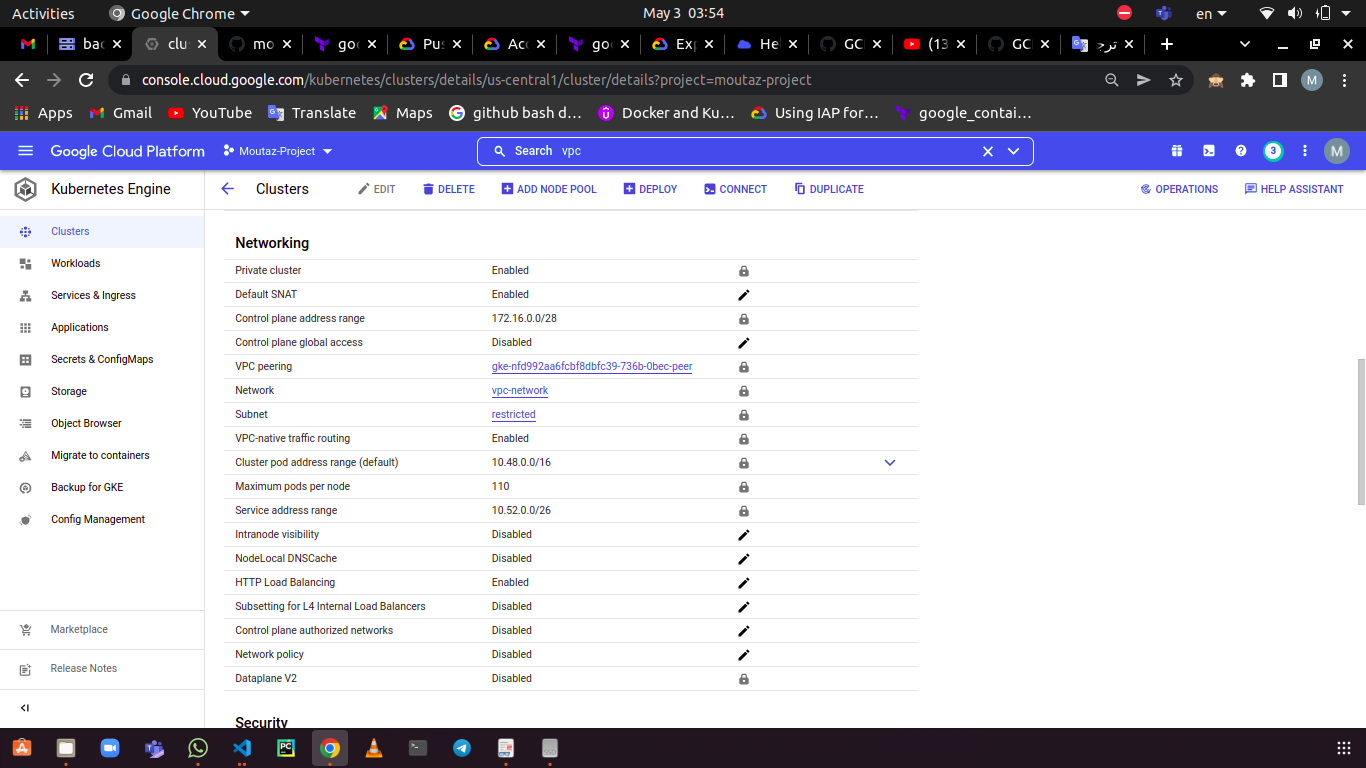 Activities Google Chrome May 3 03:54 en
bac clu mo goo Pus Acc goo Exp Hel GCI (13 GCI ترج
console.cloud.google.com/kubernetes/clusters/details/us-central1/cluster/details?project=moutaz-project M
Apps Gmail YouTube Translate Maps github bash d… Docker and Ku… Using IAP for… google_contai…
Google Cloud Platform Moutaz-Project Search vpc 3 M
Kubernetes Engine Clusters EDIT DELETE ADD NODE POOL DEPLOY CONNECT DUPLICATE OPERATIONS HELP ASSISTANT
Clusters
Workloads
Services & Ingress
Applications
Secrets & ConfigMaps
Storage
Object Browser
Migrate to containers
Backup for GKE
Config Management
Marketplace
Release Notes
Networking
Private cluster Enabled
Default SNAT Enabled
Control plane address range 172.16.0.0/28
Control plane global access Disabled
VPC peering gke-nfd992aa6fcbf8dbfc39-736b-0bec-peer
Network vpc-network
Subnet restricted
VPC-native traffic routing Enabled
Cluster pod address range (default) 10.48.0.0/16
Maximum pods per node 110
Service address range 10.52.0.0/26
Intranode visibility Disabled
NodeLocal DNSCache Disabled
HTTP Load Balancing Enabled
Subsetting for L4 Internal Load Balancers Disabled
Control plane authorized networks Disabled
Network policy Disabled
Dataplane V2 Disabled
Security